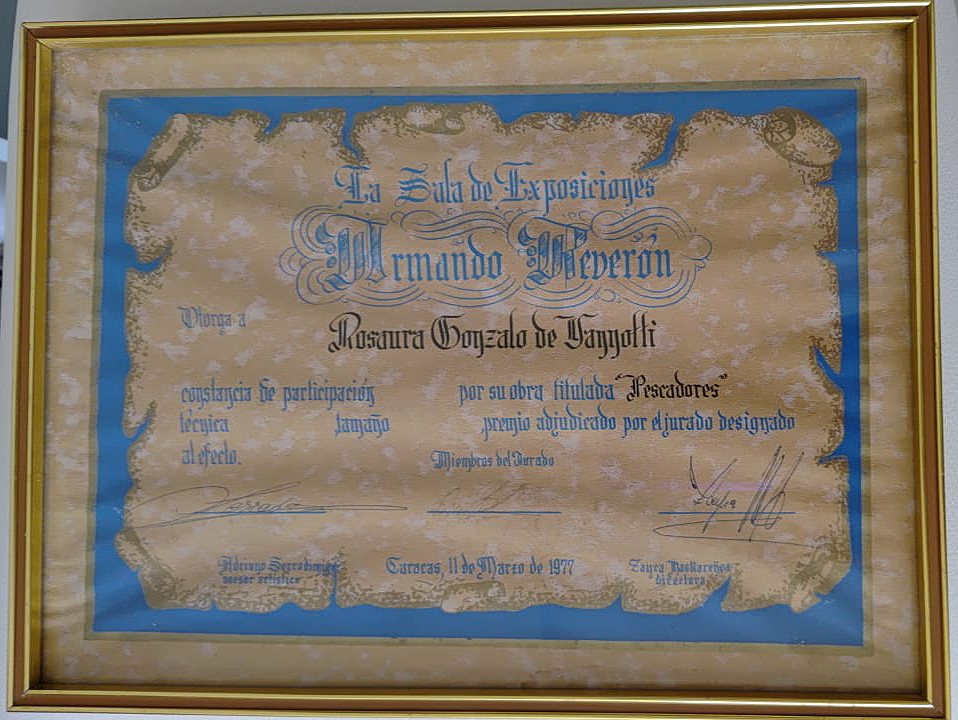 La Sala de Exposiciones
Armando Reverón
Otorga a
Rosaura Gonzalo de Vannotti
constancia de participación por su obra titulada "Pescadores"
técnica tamaño premio adjudicado por el jurado designado
al efecto.
Miembros del Jurado
Adriano
asesor artístico
Caracas, 11 de Marzo de 1977
Zayra
directora